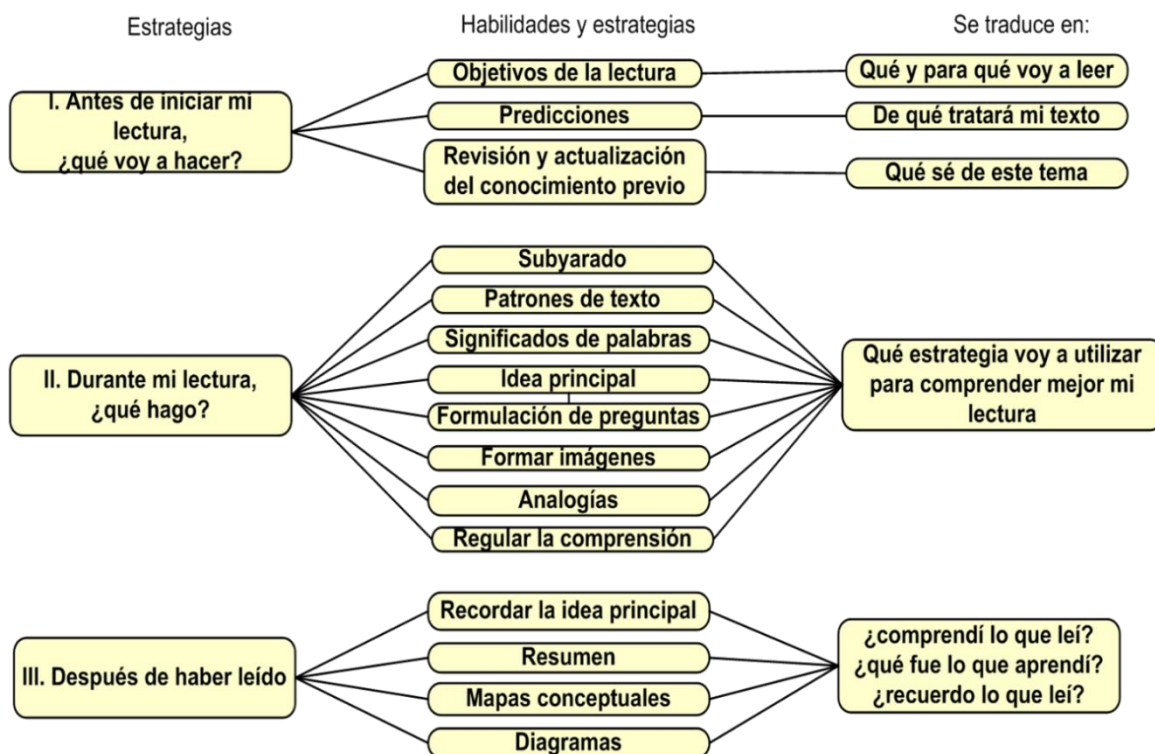 Estrategias
Habilidades y estrategias
Se traduce en:
I. Antes de iniciar mi
lectura,
¿qué voy a hacer?
Objetivos de la lectura
Qué y para qué voy a leer
Predicciones
De qué tratará mi texto
Revisión y actualización
del conocimiento previo
Qué sé de este tema
II. Durante mi lectura,
¿qué hago?
Subyarado
Patrones de texto
Significados de palabras
Idea principal
Formulación de preguntas
Formar imágenes
Analogías
Regular la comprensión
Qué estrategia voy a utilizar
para comprender mejor mi
lectura
III. Después de haber leído
Recordar la idea principal
Resumen
Mapas conceptuales
Diagramas
¿comprendí lo que leí?
¿qué fue lo que aprendí?
¿recuerdo lo que leí?